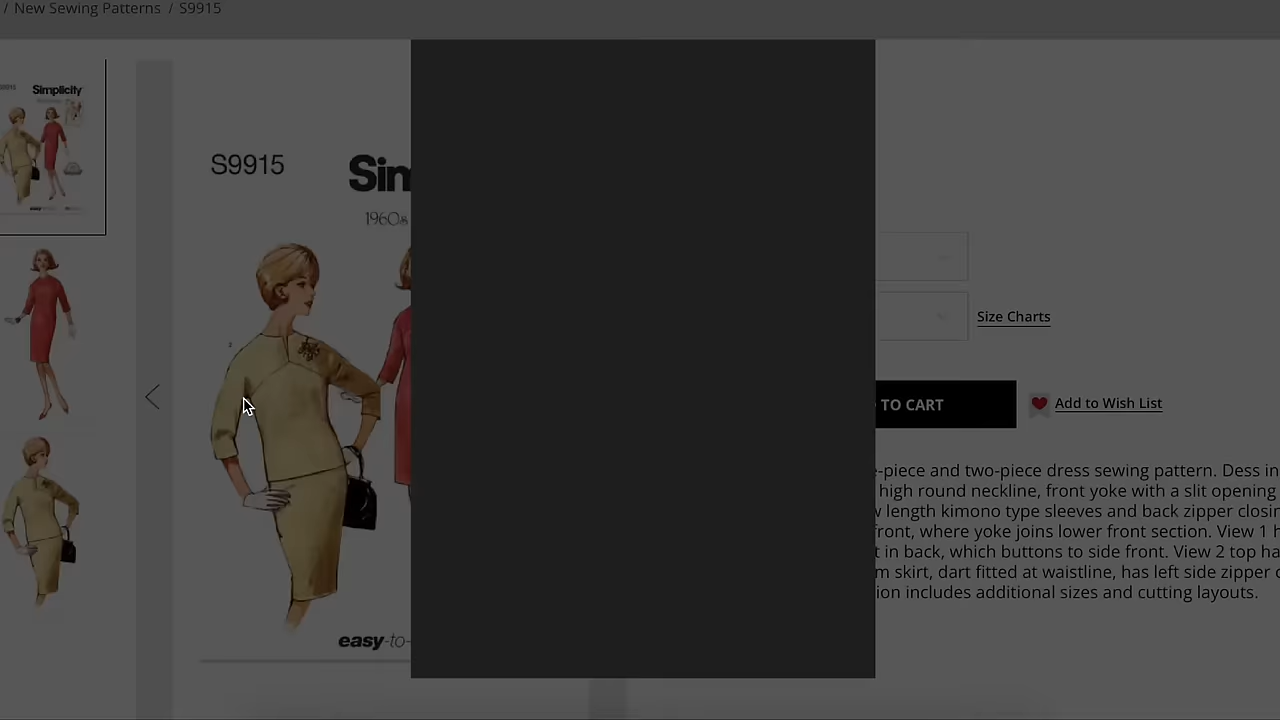 / New Sewing Patterns / S9915
Simplicity
S9915
Sim
1960s
2
Size Charts
TO CART
Add to Wish List
-piece and two-piece dress sewing pattern. Dess in
high round neckline, front yoke with a slit opening
length kimono type sleeves and back zipper closin
front, where yoke joins lower front section. View 1 h
t in back, which buttons to side front. View 2 top ha
m skirt, dart fitted at waistline, has left side zipper c
ion includes additional sizes and cutting layouts.
easy-to-